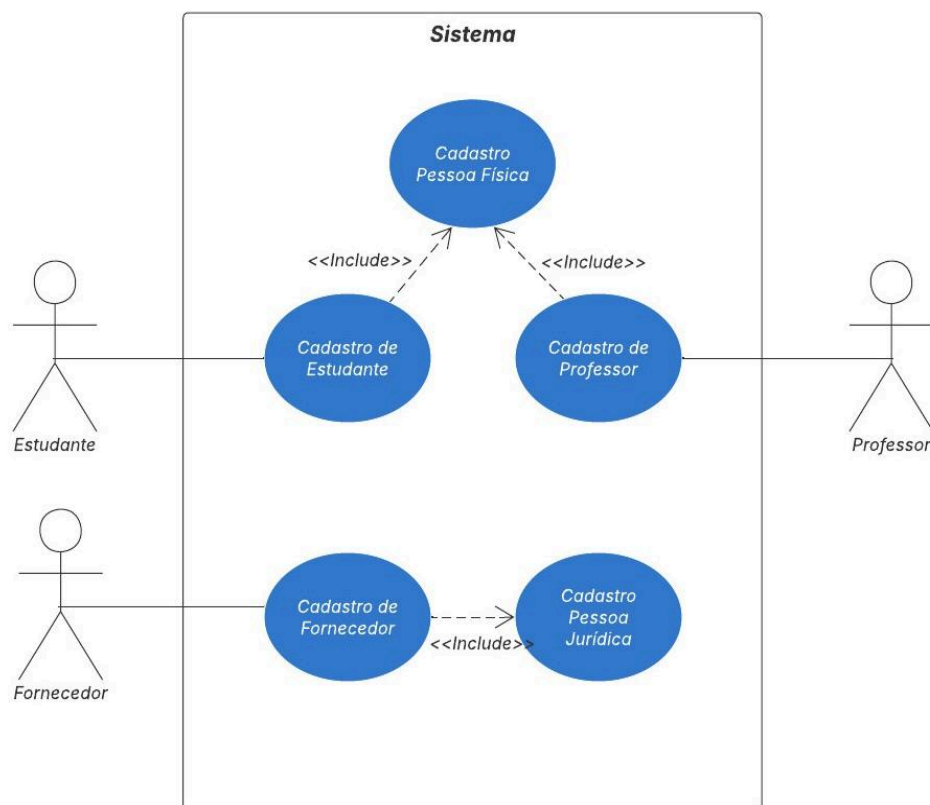 Sistema
Cadastro
Pessoa Física
<<Include>>
<<Include>>
Cadastro de
Estudante
Cadastro de
Professor
Estudante
Professor
Cadastro de
Fornecedor
Cadastro
Pessoa
Jurídica
<<Include>>
Fornecedor